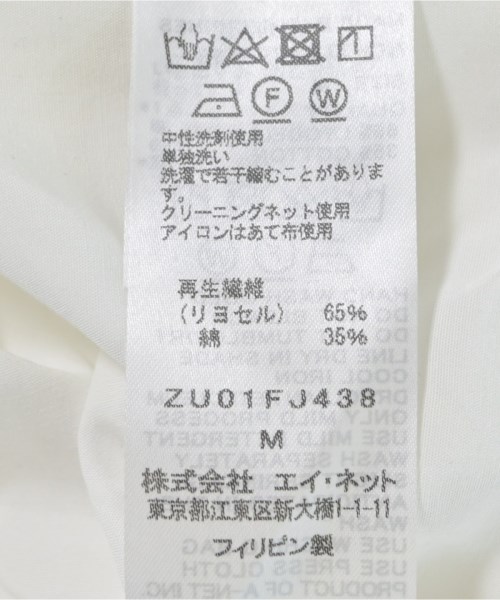 F W
中性洗剤使用
単独洗い
洗濯で若干縮むことがありま
す。
クリーニングネット使用
アイロンはあて布使用
再生繊維
（リヨセル） 65%
綿 35%
ZU01FJ438
M
株式会社 エイ・ネット
東京都江東区新大橋1-1-11
フィリピン製